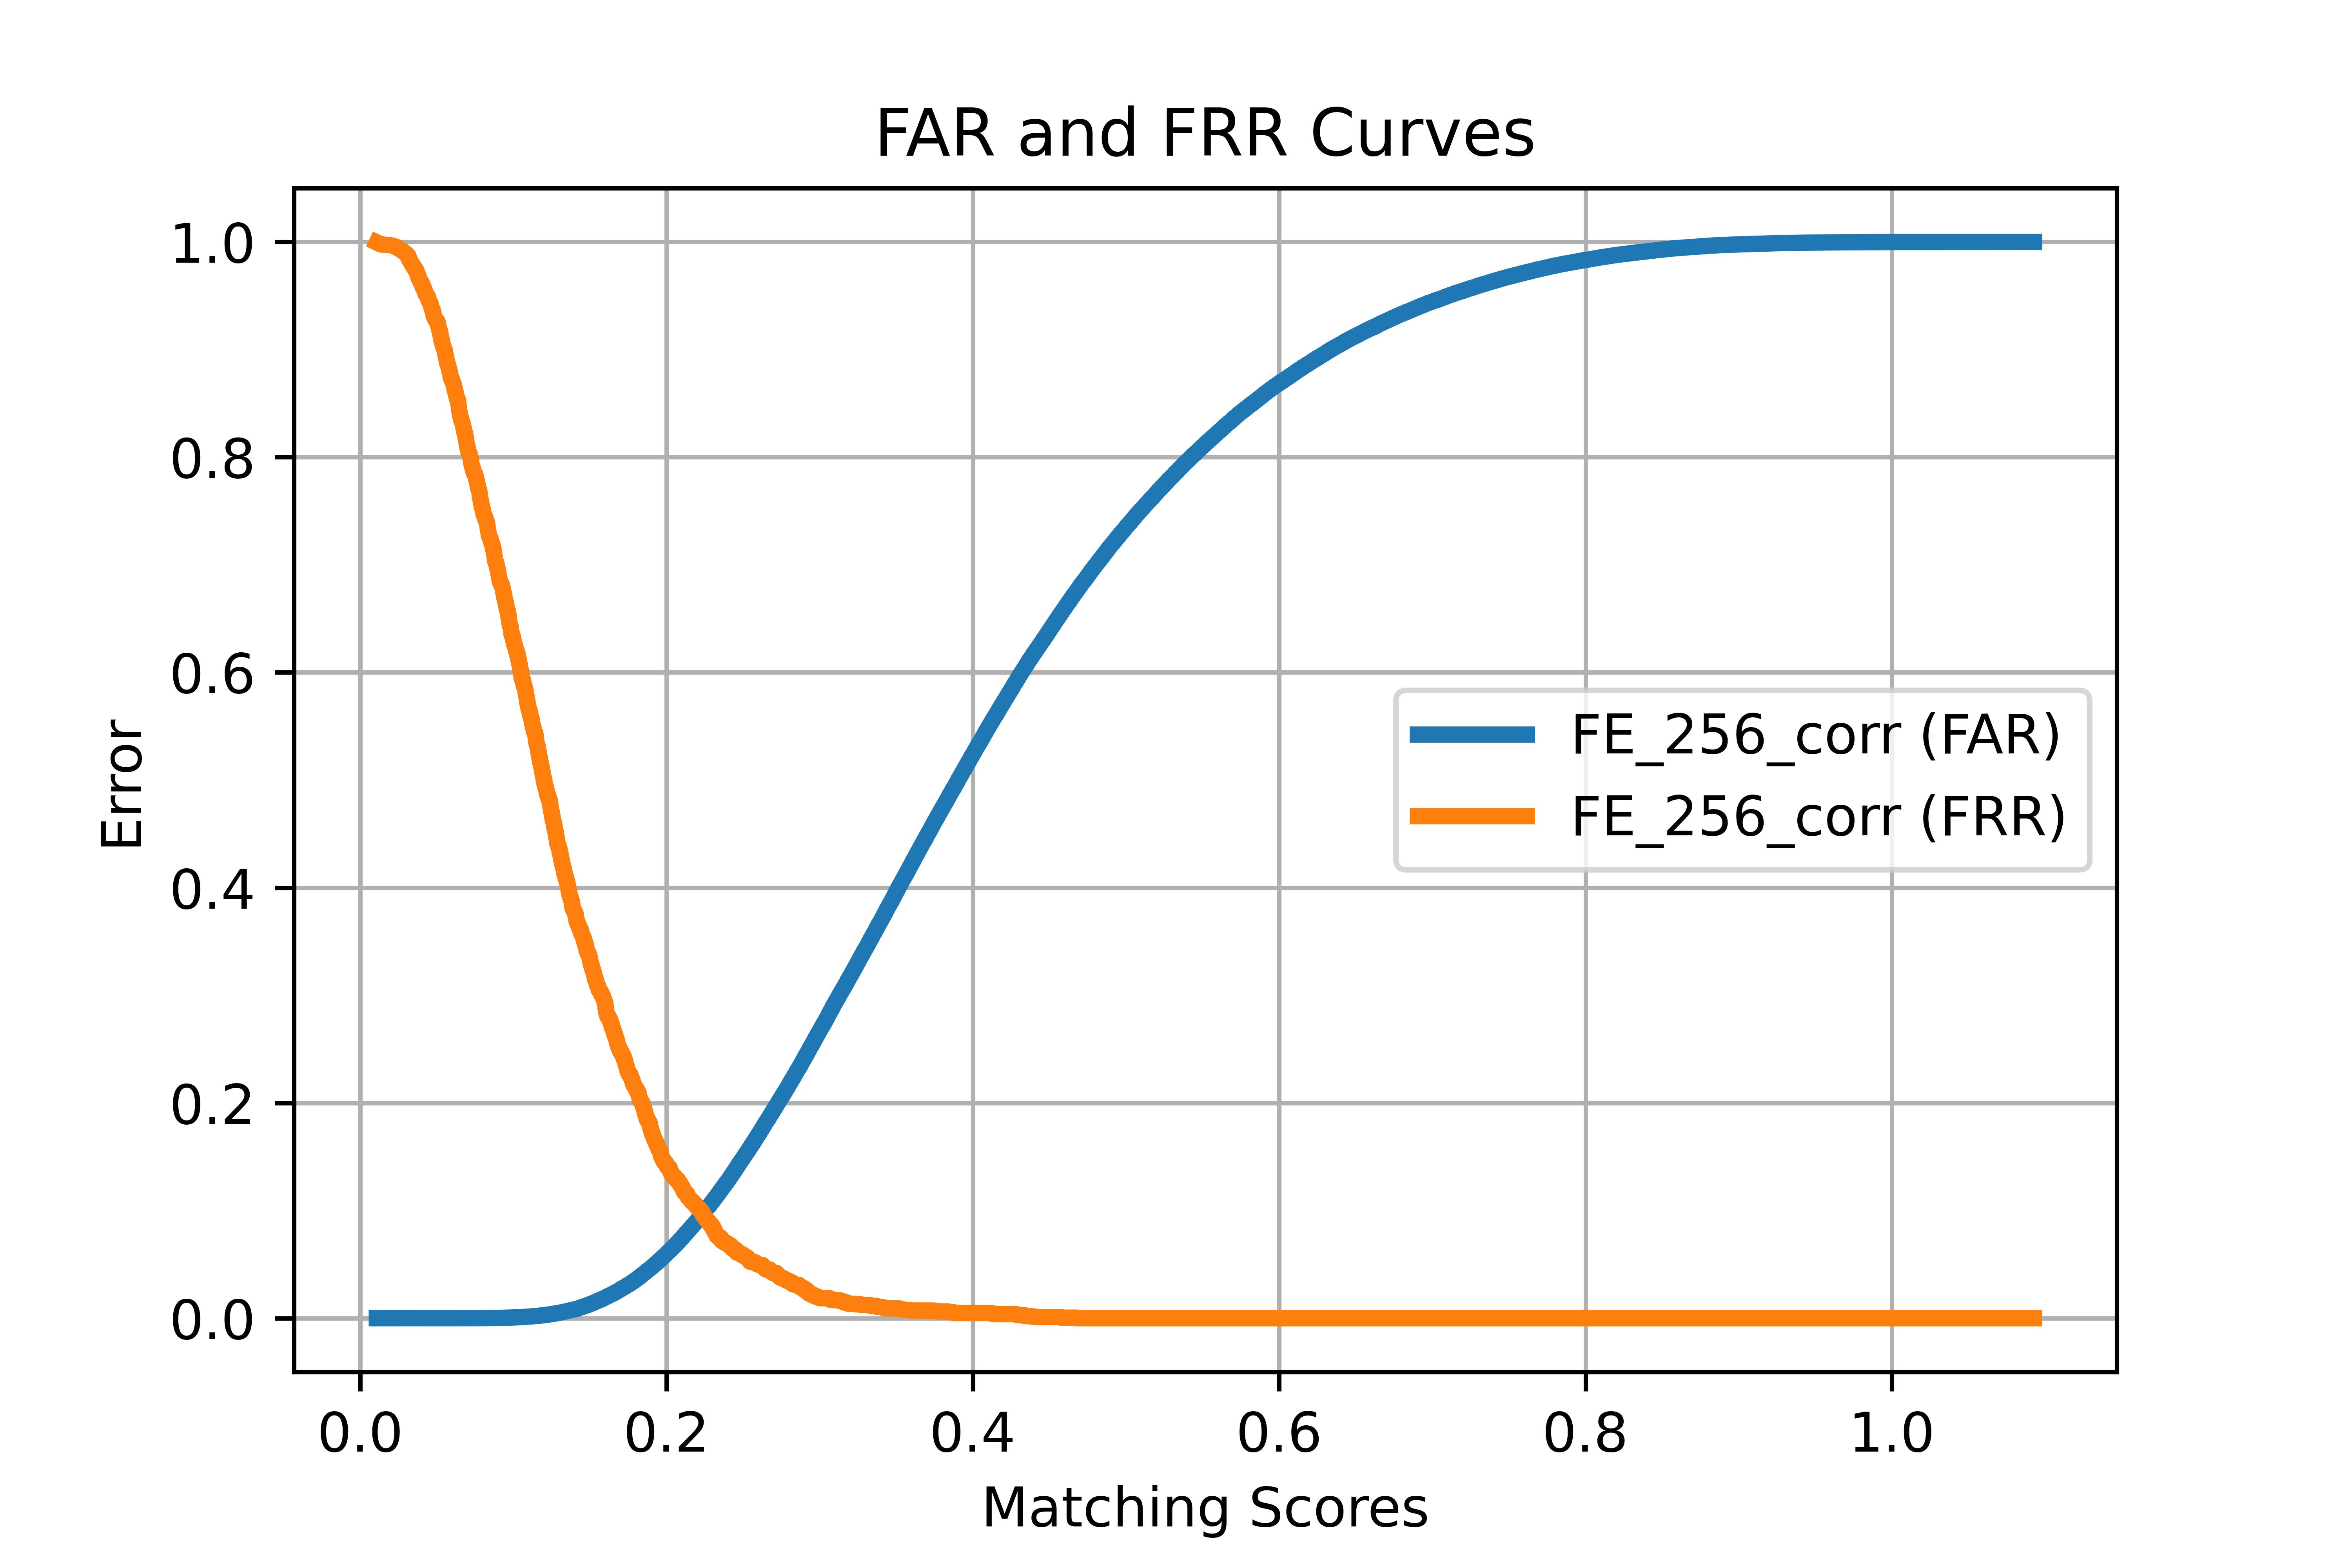 FAR and FRR Curves
1.0
0.8
0.6
0.4
0.2
0.0
Error
FE_256_corr (FAR)
FE_256_corr (FRR)
0.0 0.2 0.4 0.6 0.8 1.0
Matching Scores